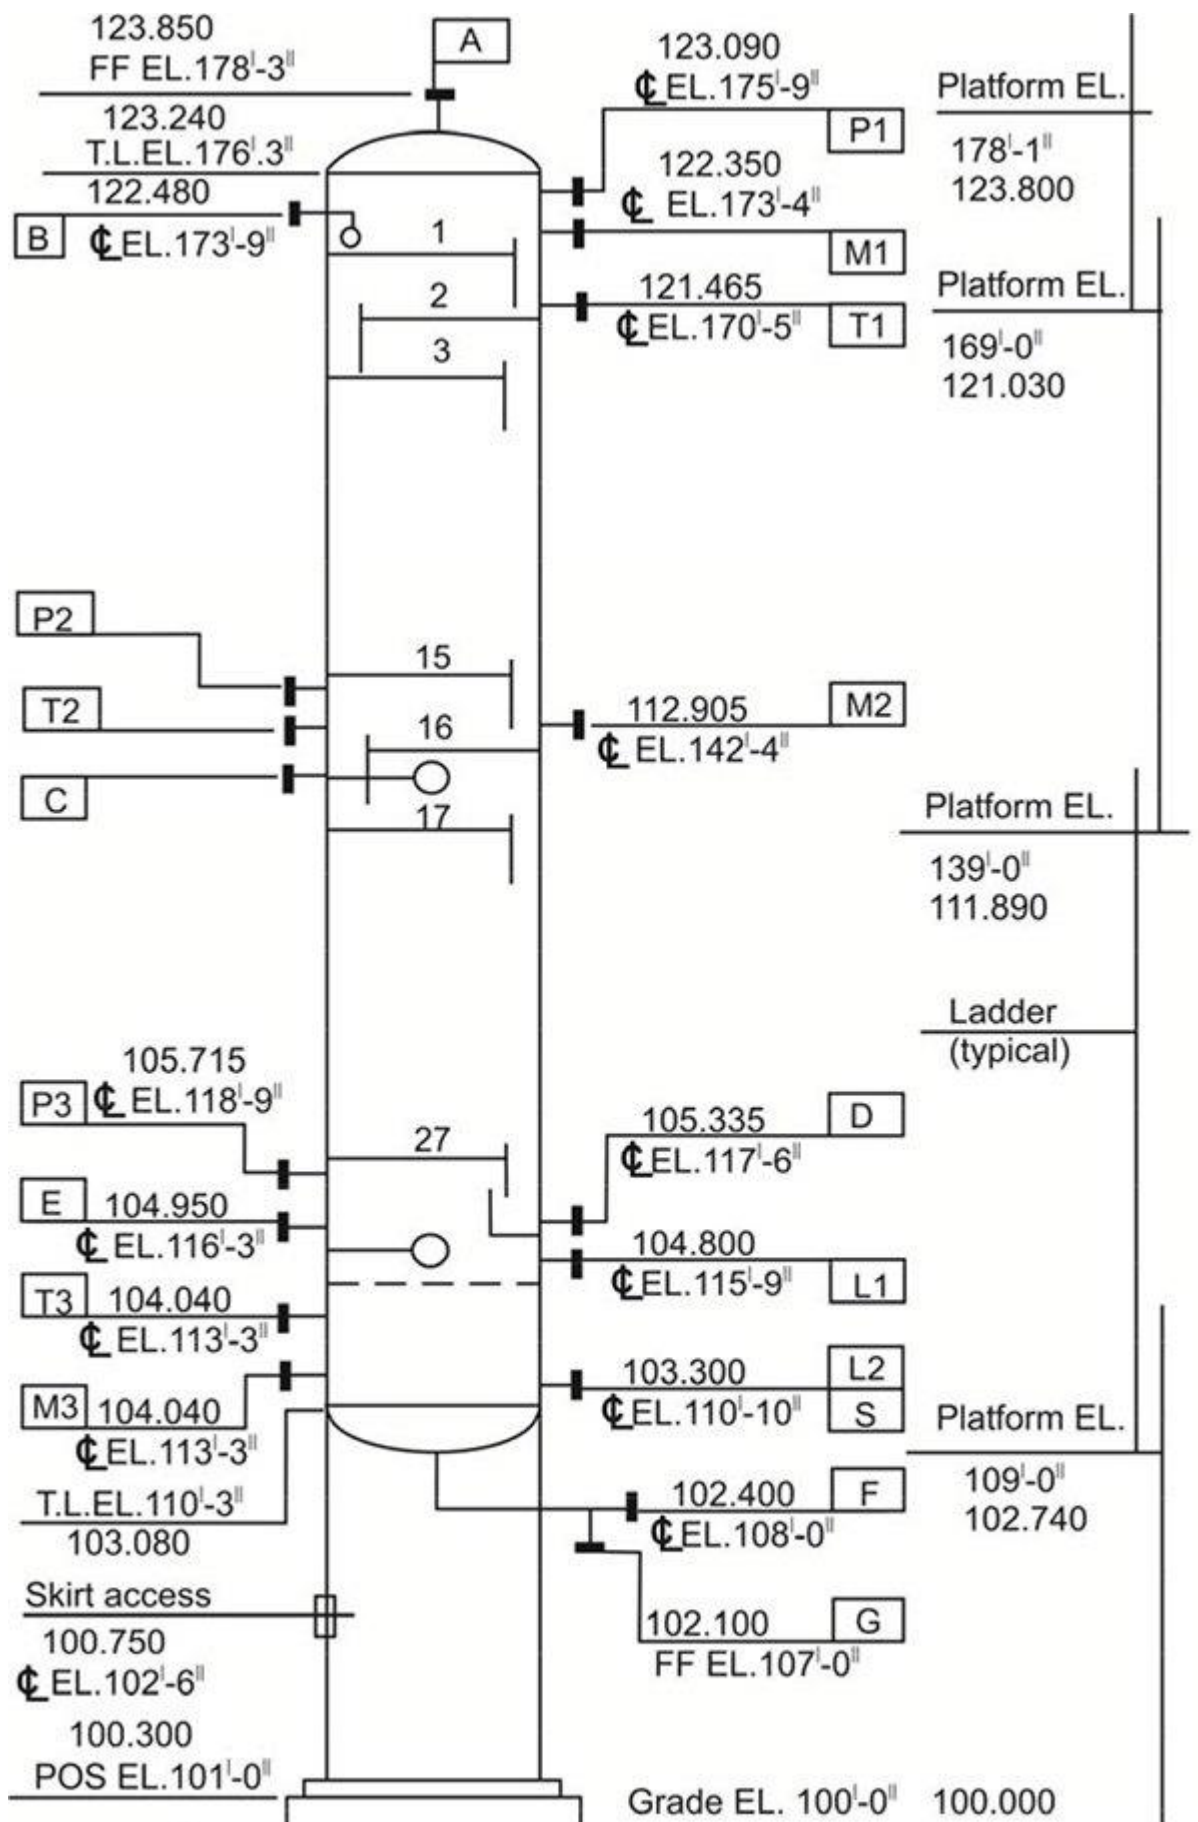 123.850
FF EL.178'-3"
A
123.240
T.L.EL.176'.3"
122.480
B
℄ EL.173'-9"
123.090
℄ EL.175'-9"
P1
122.350
℄ EL.173'-4"
M1
121.465
℄ EL.170'-5"
T1
Platform EL.
178'-1"
123.800
Platform EL.
169'-0"
121.030
1
2
3
P2
T2
C
15
16
17
112.905
M2
℄ EL.142'-4"
Platform EL.
139'-0"
111.890
Ladder
(typical)
105.715
P3
℄ EL.118'-9"
E
104.950
℄ EL.116'-3"
T3
104.040
℄ EL.113'-3"
M3
104.040
℄ EL.113'-3"
T.L.EL.110'-3"
103.080
27
105.335
D
℄ EL.117'-6"
104.800
℄ EL.115'-9"
L1
103.300
L2
℄ EL.110'-10"
S
Platform EL.
109'-0"
102.740
102.400
F
℄ EL.108'-0"
102.100
G
FF EL.107'-0"
Skirt access
100.750
℄ EL.102'-6"
100.300
POS EL.101'-0"
Grade EL. 100'-0" 100.000